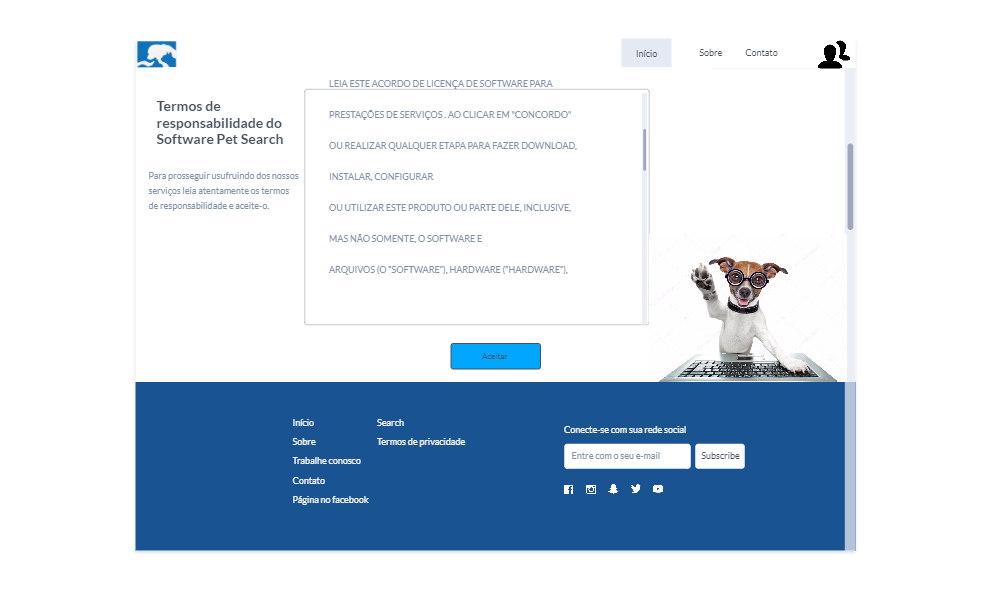 Início
Sobre
Contato
Termos de
responsabilidade do
Software Pet Search
Para prosseguir usufruindo dos nossos
serviços leia atentamente os termos
de responsabilidade e aceite-o.
LEIA ESTE ACORDO DE LICENÇA DE SOFTWARE PARA
PRESTAÇÕES DE SERVIÇOS . AO CLICAR EM "CONCORDO"
OU REALIZAR QUALQUER ETAPA PARA FAZER DOWNLOAD,
INSTALAR, CONFIGURAR
OU UTILIZAR ESTE PRODUTO OU PARTE DELE, INCLUSIVE,
MAS NÃO SOMENTE, O SOFTWARE E
ARQUIVOS (O "SOFTWARE"), HARDWARE ("HARDWARE"),
Aceitar
Início
Sobre
Trabalhe conosco
Contato
Página no facebook
Search
Termos de privacidade
Conecte-se com sua rede social
Entre com o seu e-mail
Subscribe